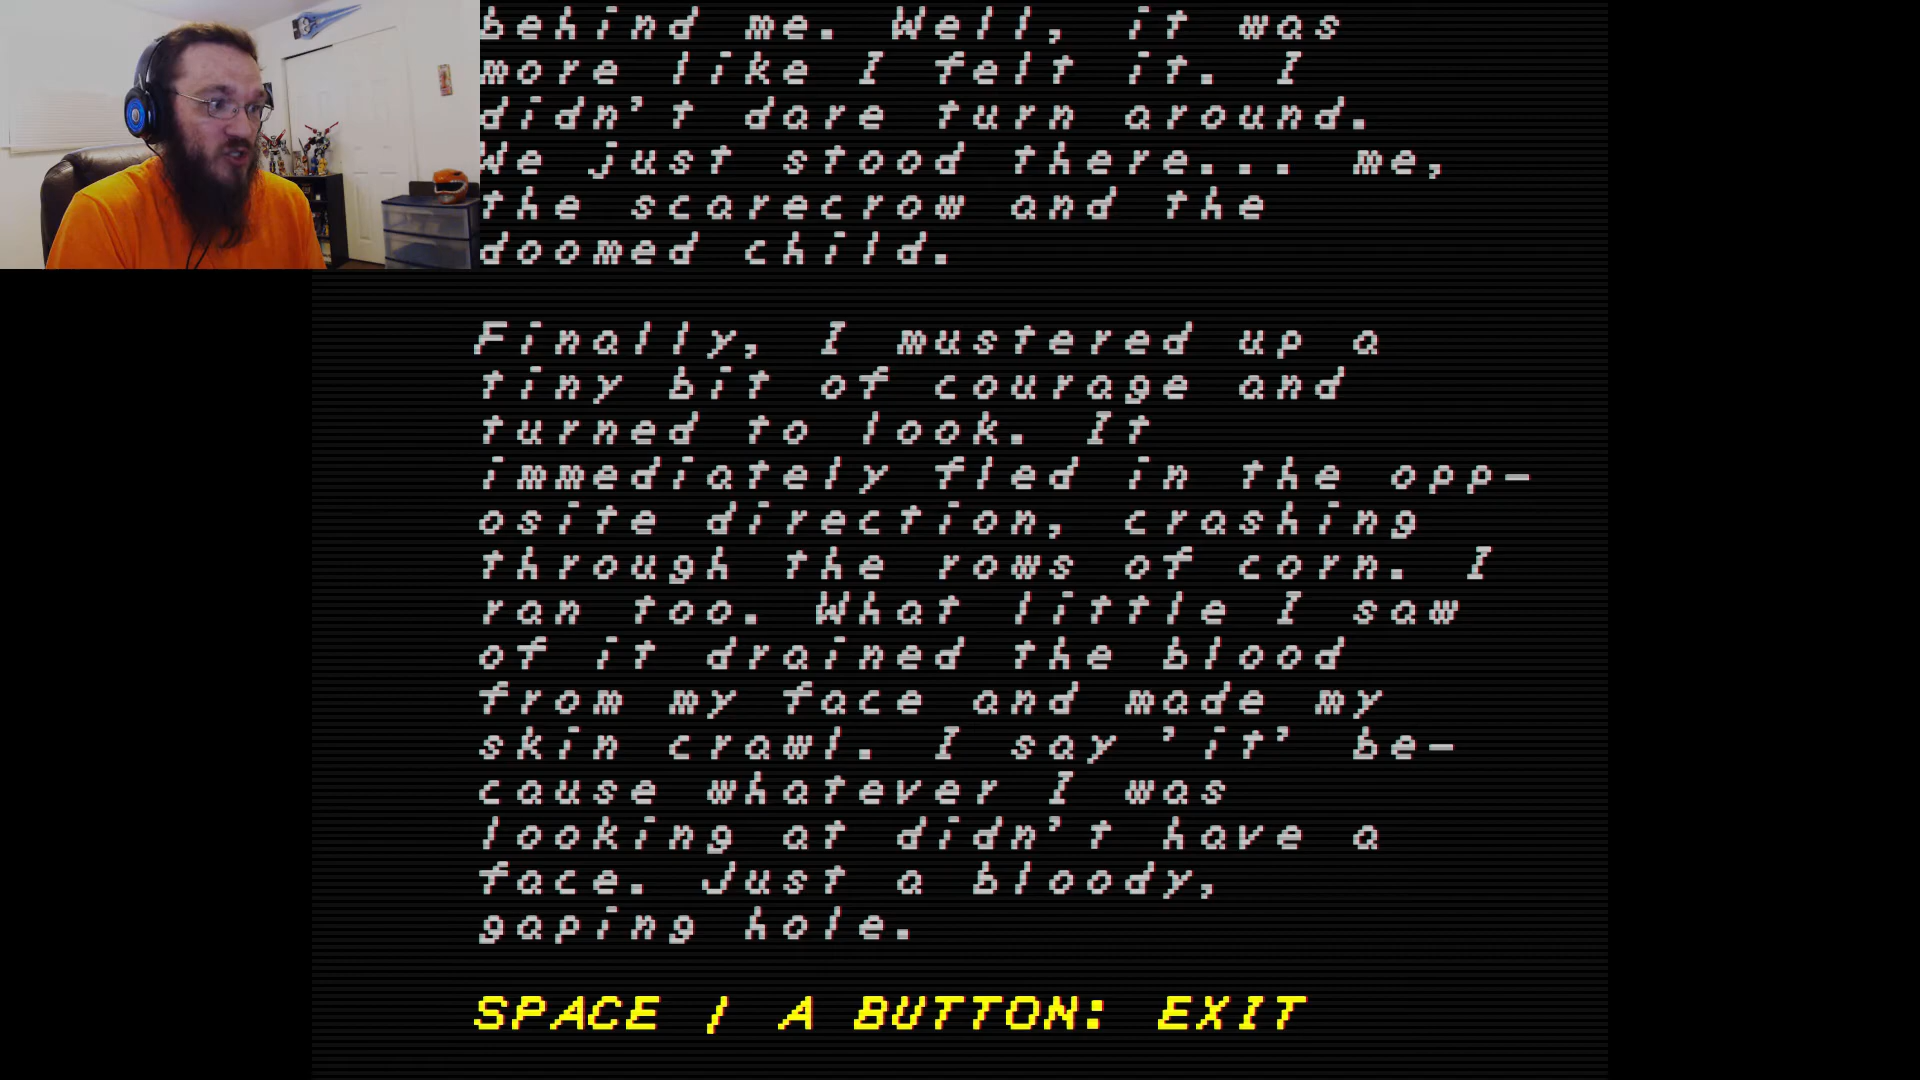 behind me. Well, it was
more like I felt it. I
didn't dare turn around.
We just stood there... me,
the scarecrow and the
doomed child.
Finally, I mustered up a
tiny bit of courage and
turned to look. It
immediately fled in the opp-
osite direction, crashing
through the rows of corn. I
ran too. What little I saw
of it drained the blood
from my face and made my
skin crawl. I say 'it' be-
cause whatever I was
looking at didn't have a
face. Just a bloody,
gaping hole.
SPACE / A BUTTON: EXIT